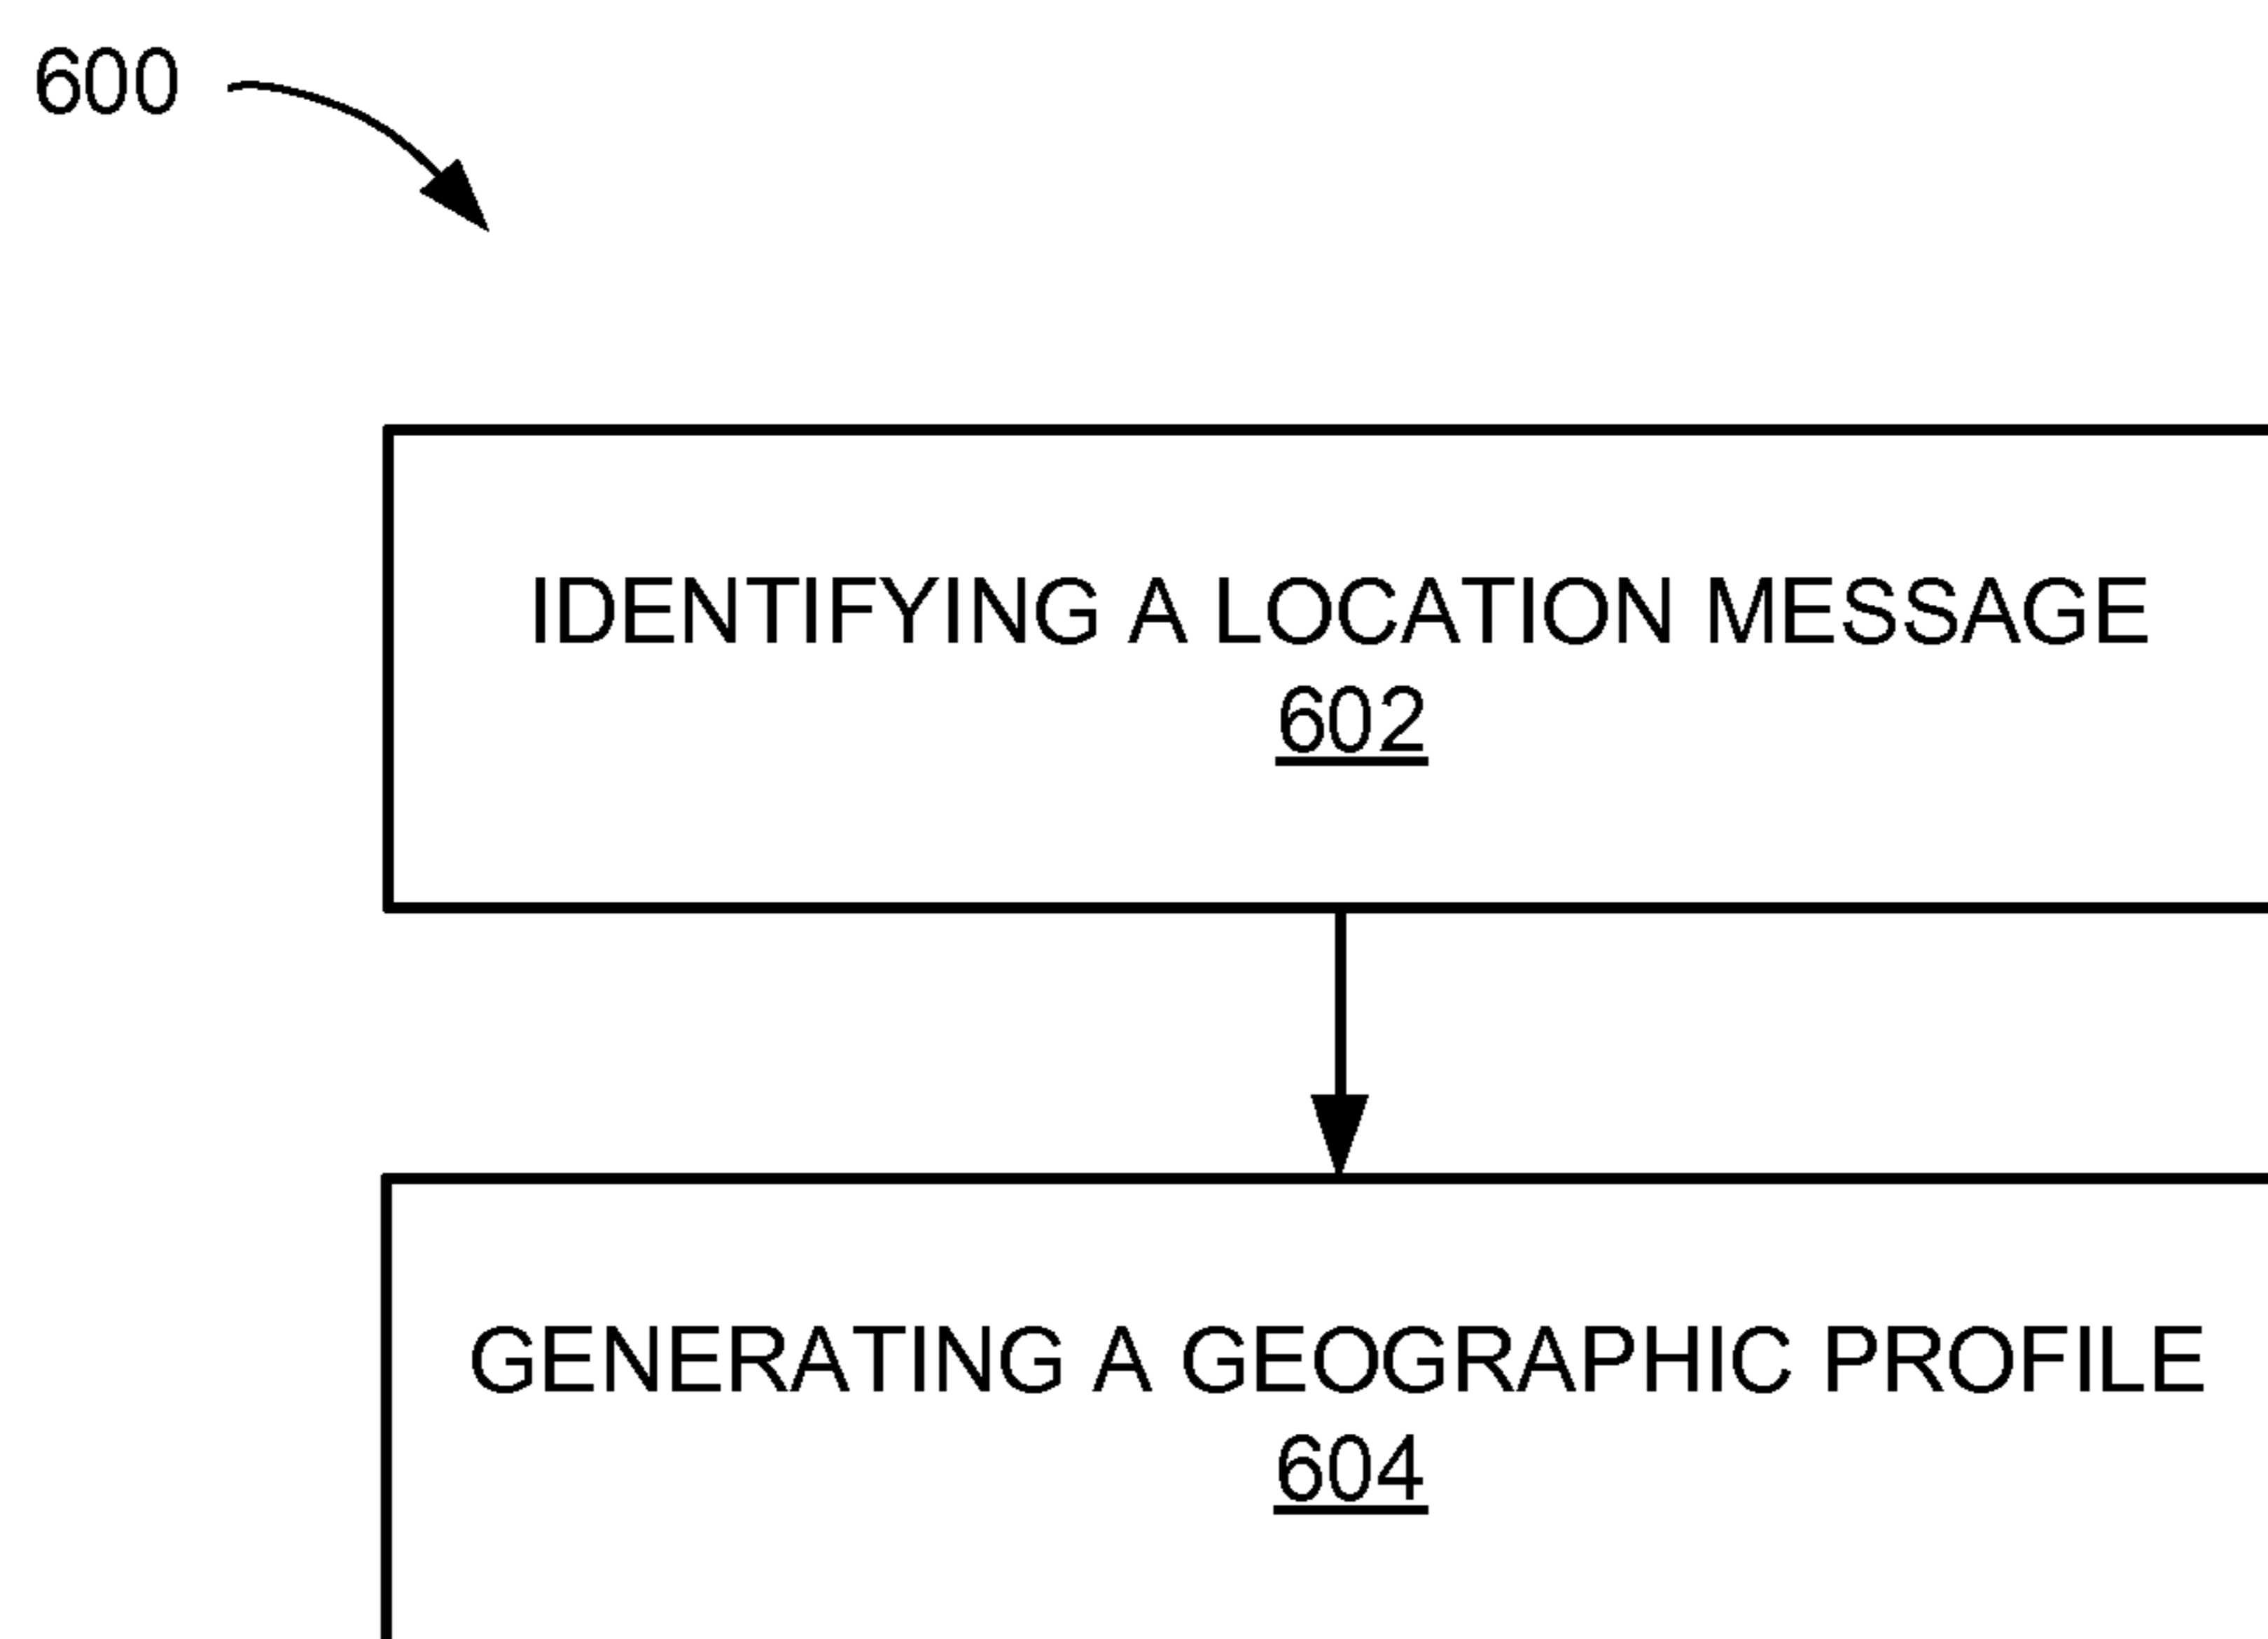 600
IDENTIFYING A LOCATION MESSAGE
602
GENERATING A GEOGRAPHIC PROFILE
604